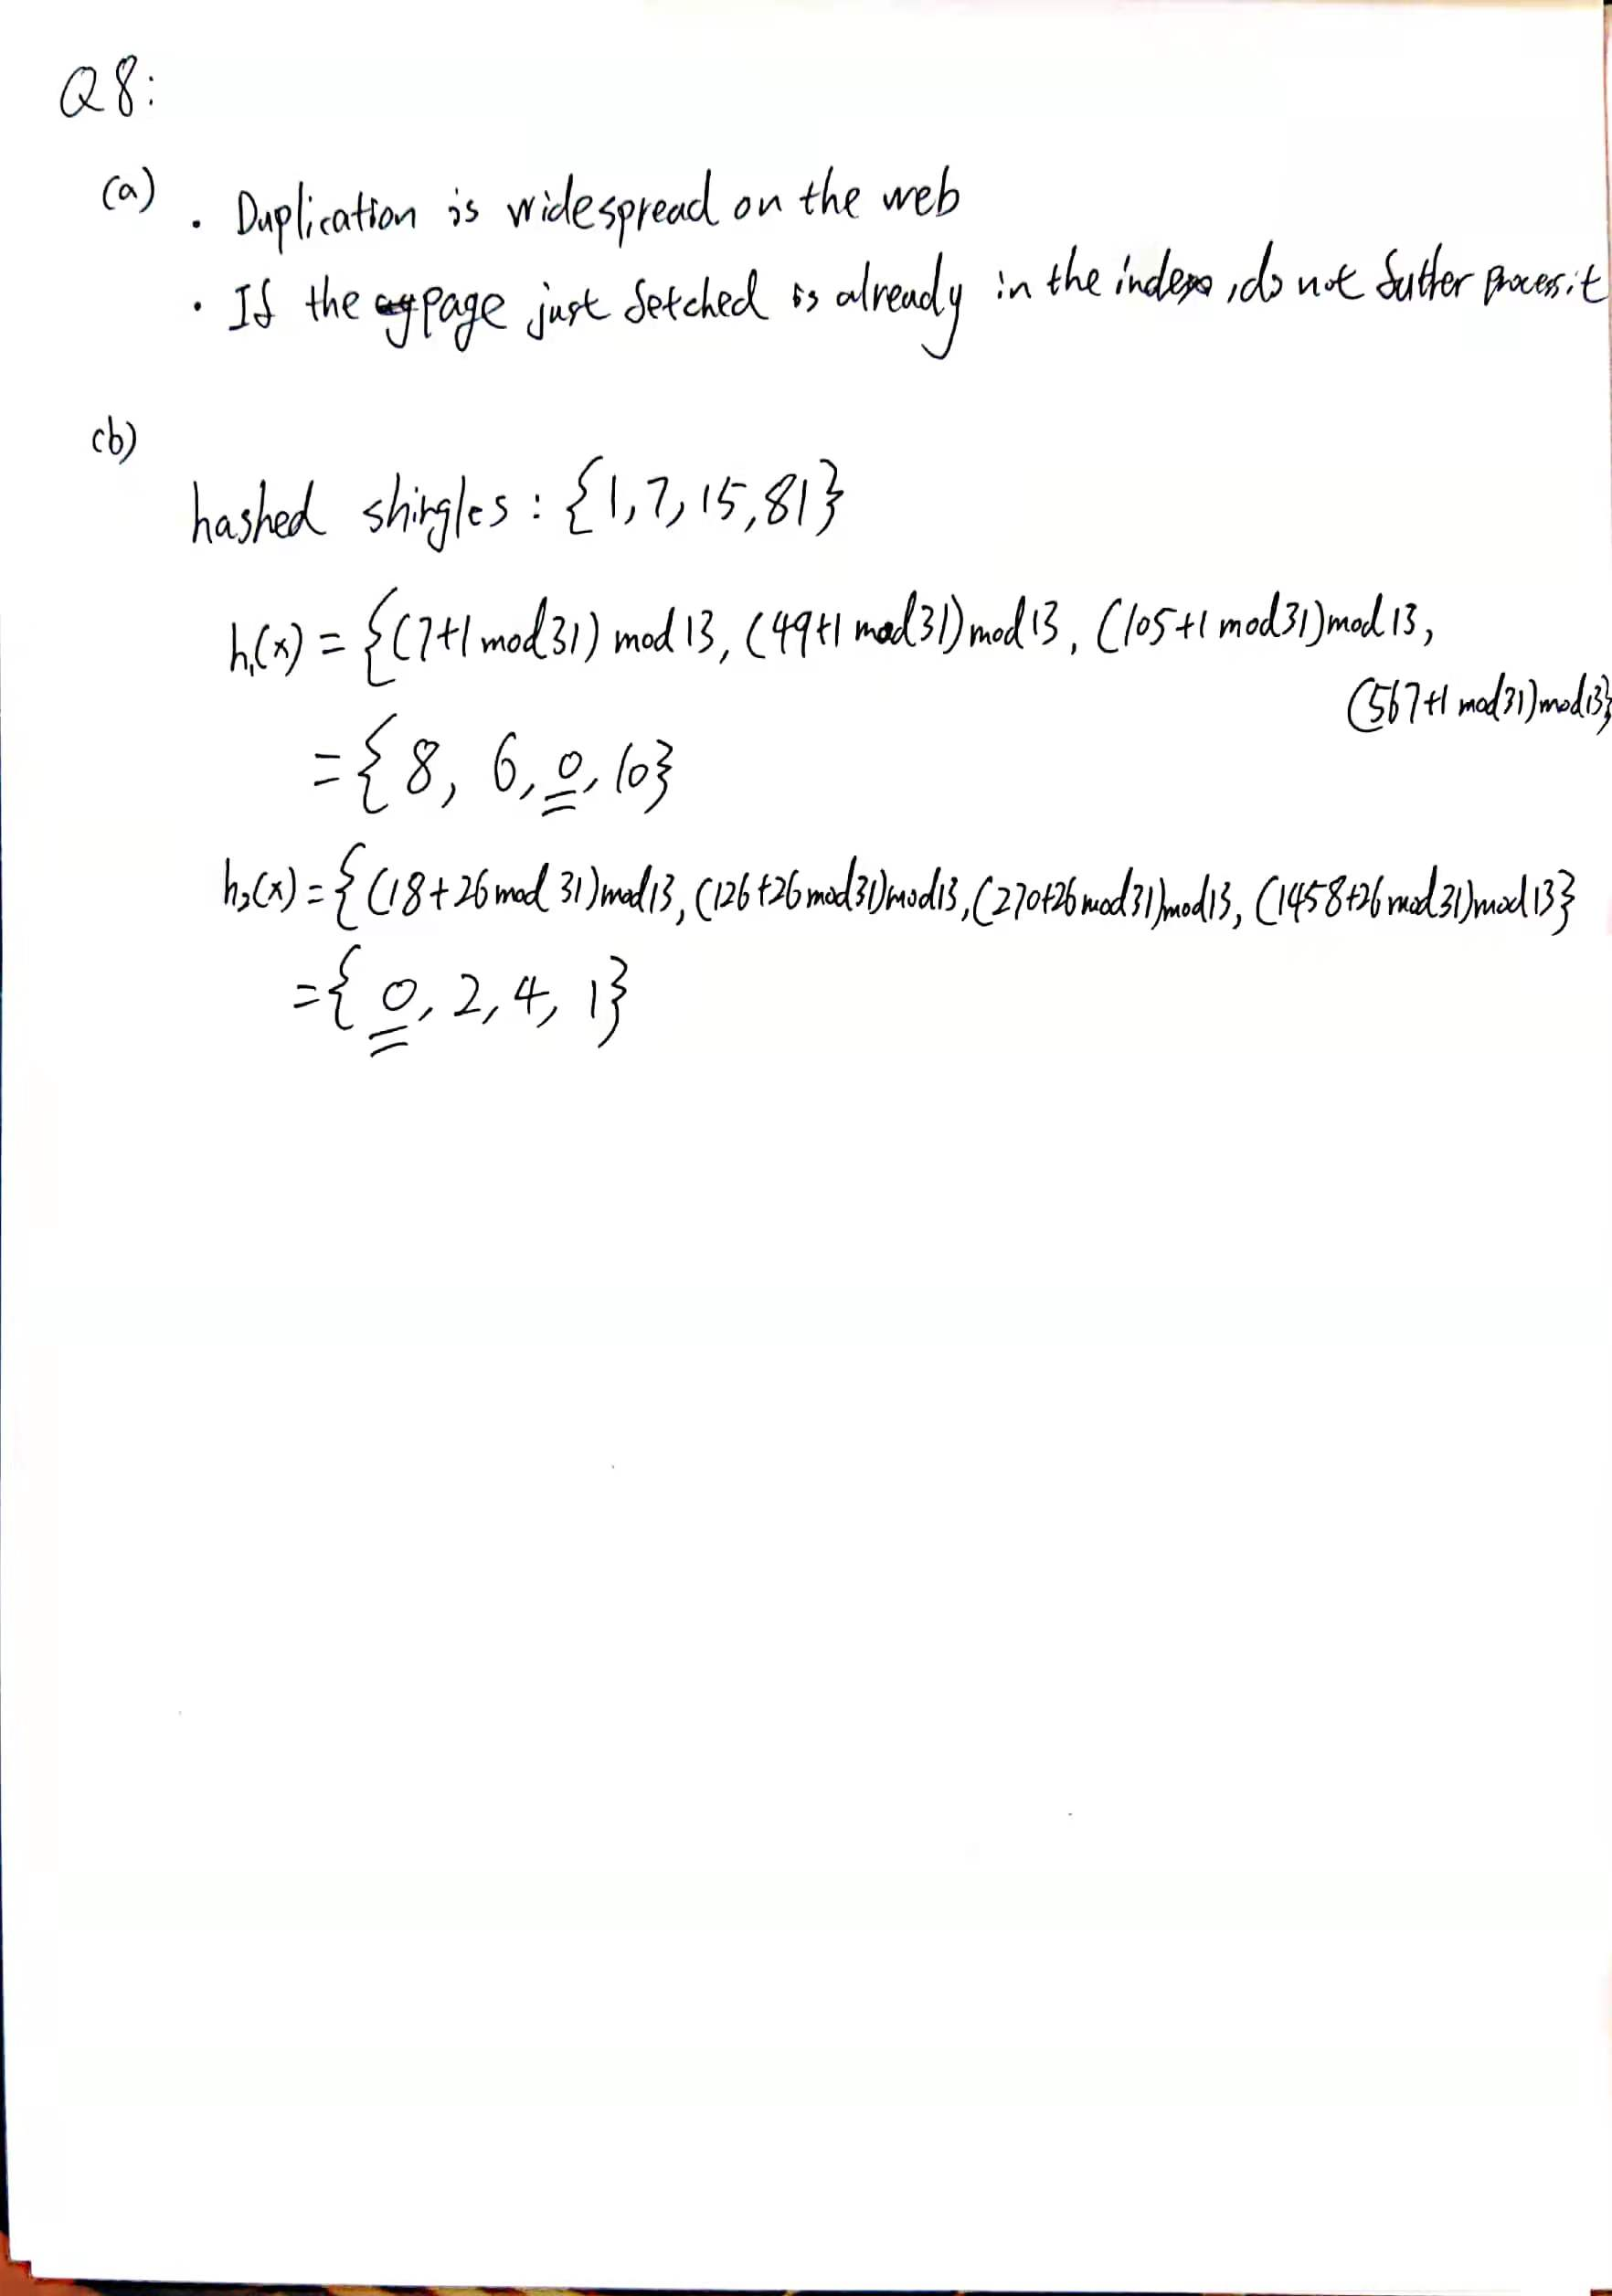 Q8:
(a) . Duplication is widespread on the web
. If the page just fetched is already in the index, do not futher process it
(b)
hashed shingles : {1,7,15,81}
h₁(x) = {(7+1 mod 31) mod 13, (49+1 mod 31) mod 13, (105+1 mod 31) mod 13,
(567+1 mod 31) mod 13}
= {8, 6, 0, 10}
h₂(x) = {(18+26 mod 31) mod 13, (126+26 mod 31) mod 13, (270+26 mod 31) mod 13, (1458+26 mod 31) mod 13}
= {0, 2, 4, 1}